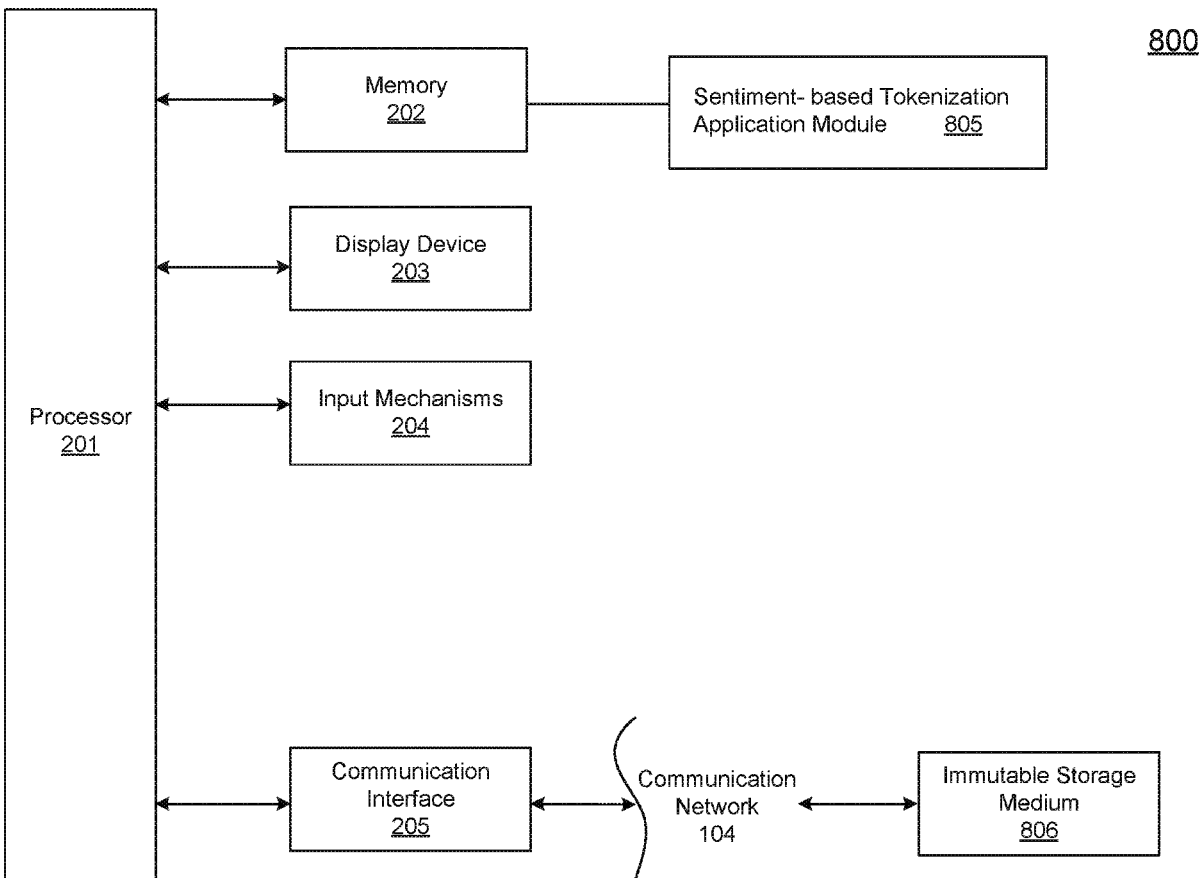 800
Memory
202
Sentiment- based Tokenization
Application Module 805
Display Device
203
Input Mechanisms
204
Processor
201
Communication
Interface
205
Communication
Network
104
Immutable Storage
Medium
806